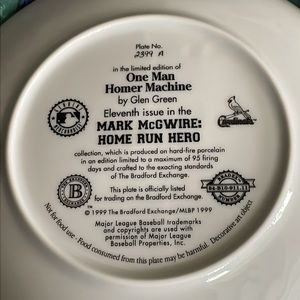 Plate No.
2399 A
in the limited edition of
One Man
Homer Machine
by Glen Green
Eleventh issue in the
MARK McGWIRE:
HOME RUN HERO
collection, which is produced on hard-fire porcelain
in an edition limited to a maximum of 95 firing
days and crafted to the exacting standards
of The Bradford Exchange.
This plate is officially listed
for trading on the Bradford Exchange.
B
™
© 1999 The Bradford Exchange/MLBP 1999
Major League Baseball trademarks
and copyrights are used with
permission of Major League
Baseball Properties, Inc.
Not for food use. Food consumed from this plate may be harmful. Decorative art object